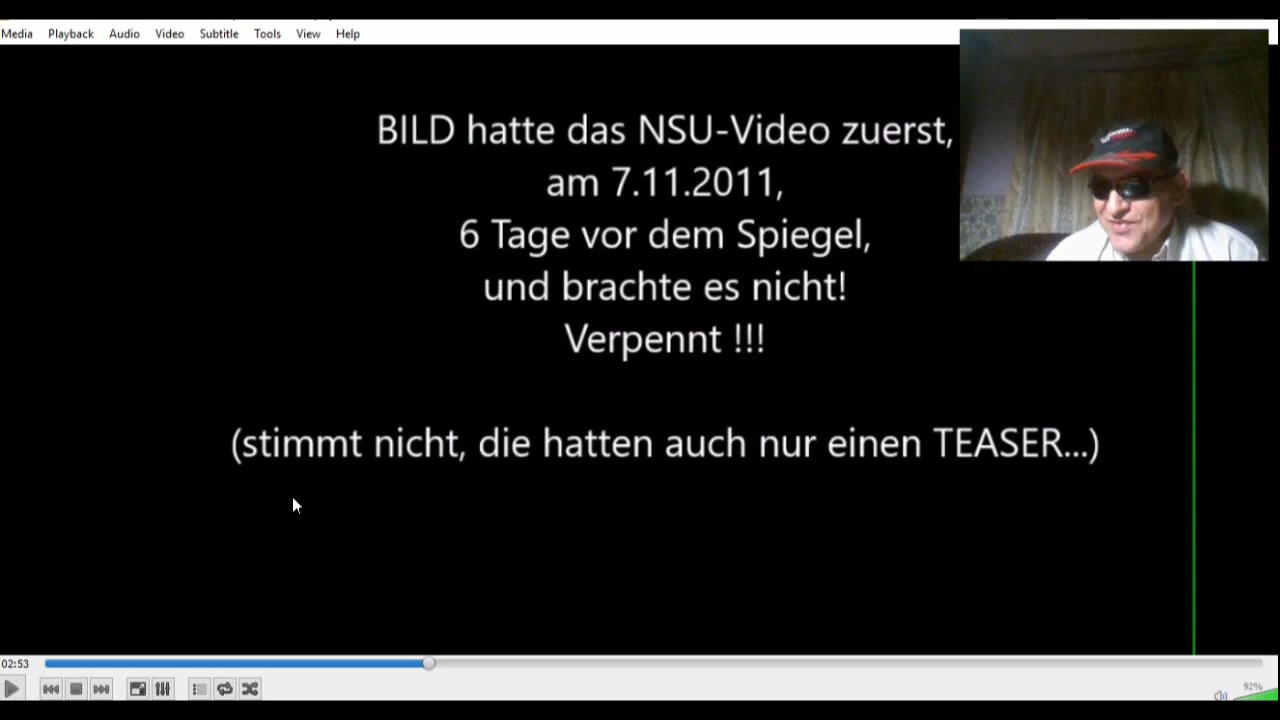 Media Playback Audio Video Subtitle Tools View Help
BILD hatte das NSU-Video zuerst,
am 7.11.2011,
6 Tage vor dem Spiegel,
und brachte es nicht!
Verpennt !!!
(stimmt nicht, die hatten auch nur einen TEASER...)
02:53
92%